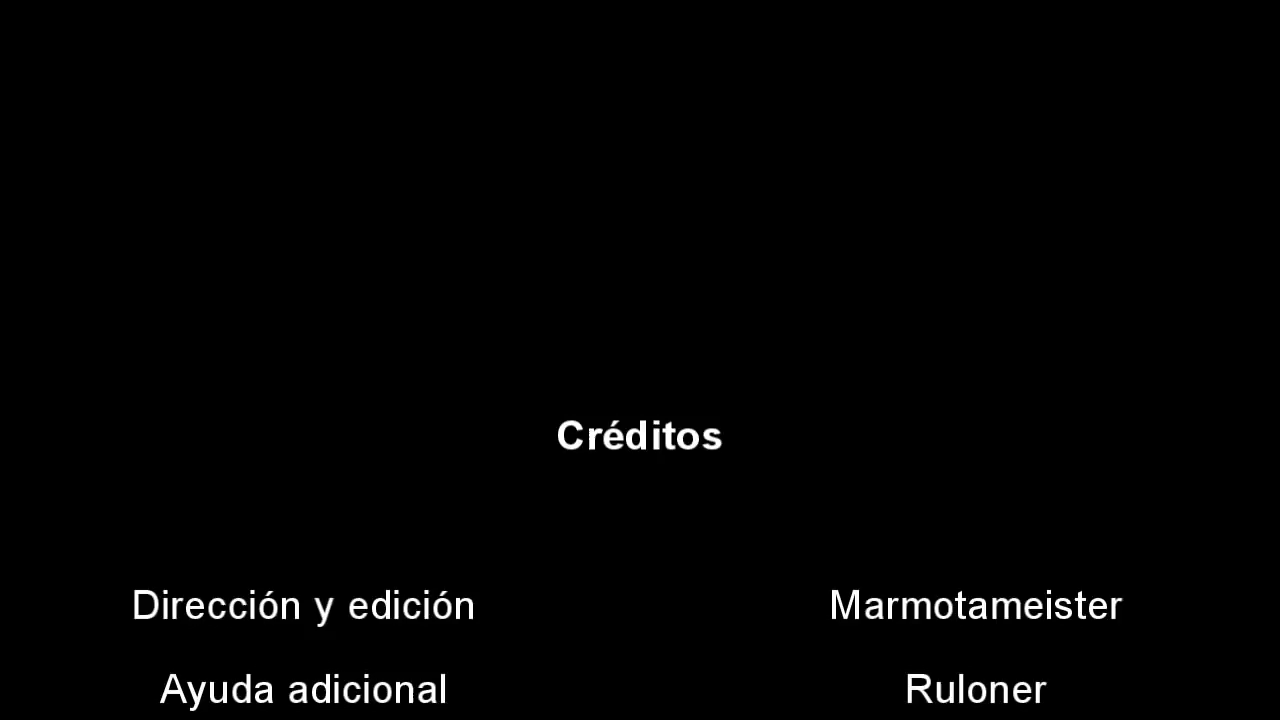 Créditos
Dirección y edición Marmotameister
Ayuda adicional Ruloner